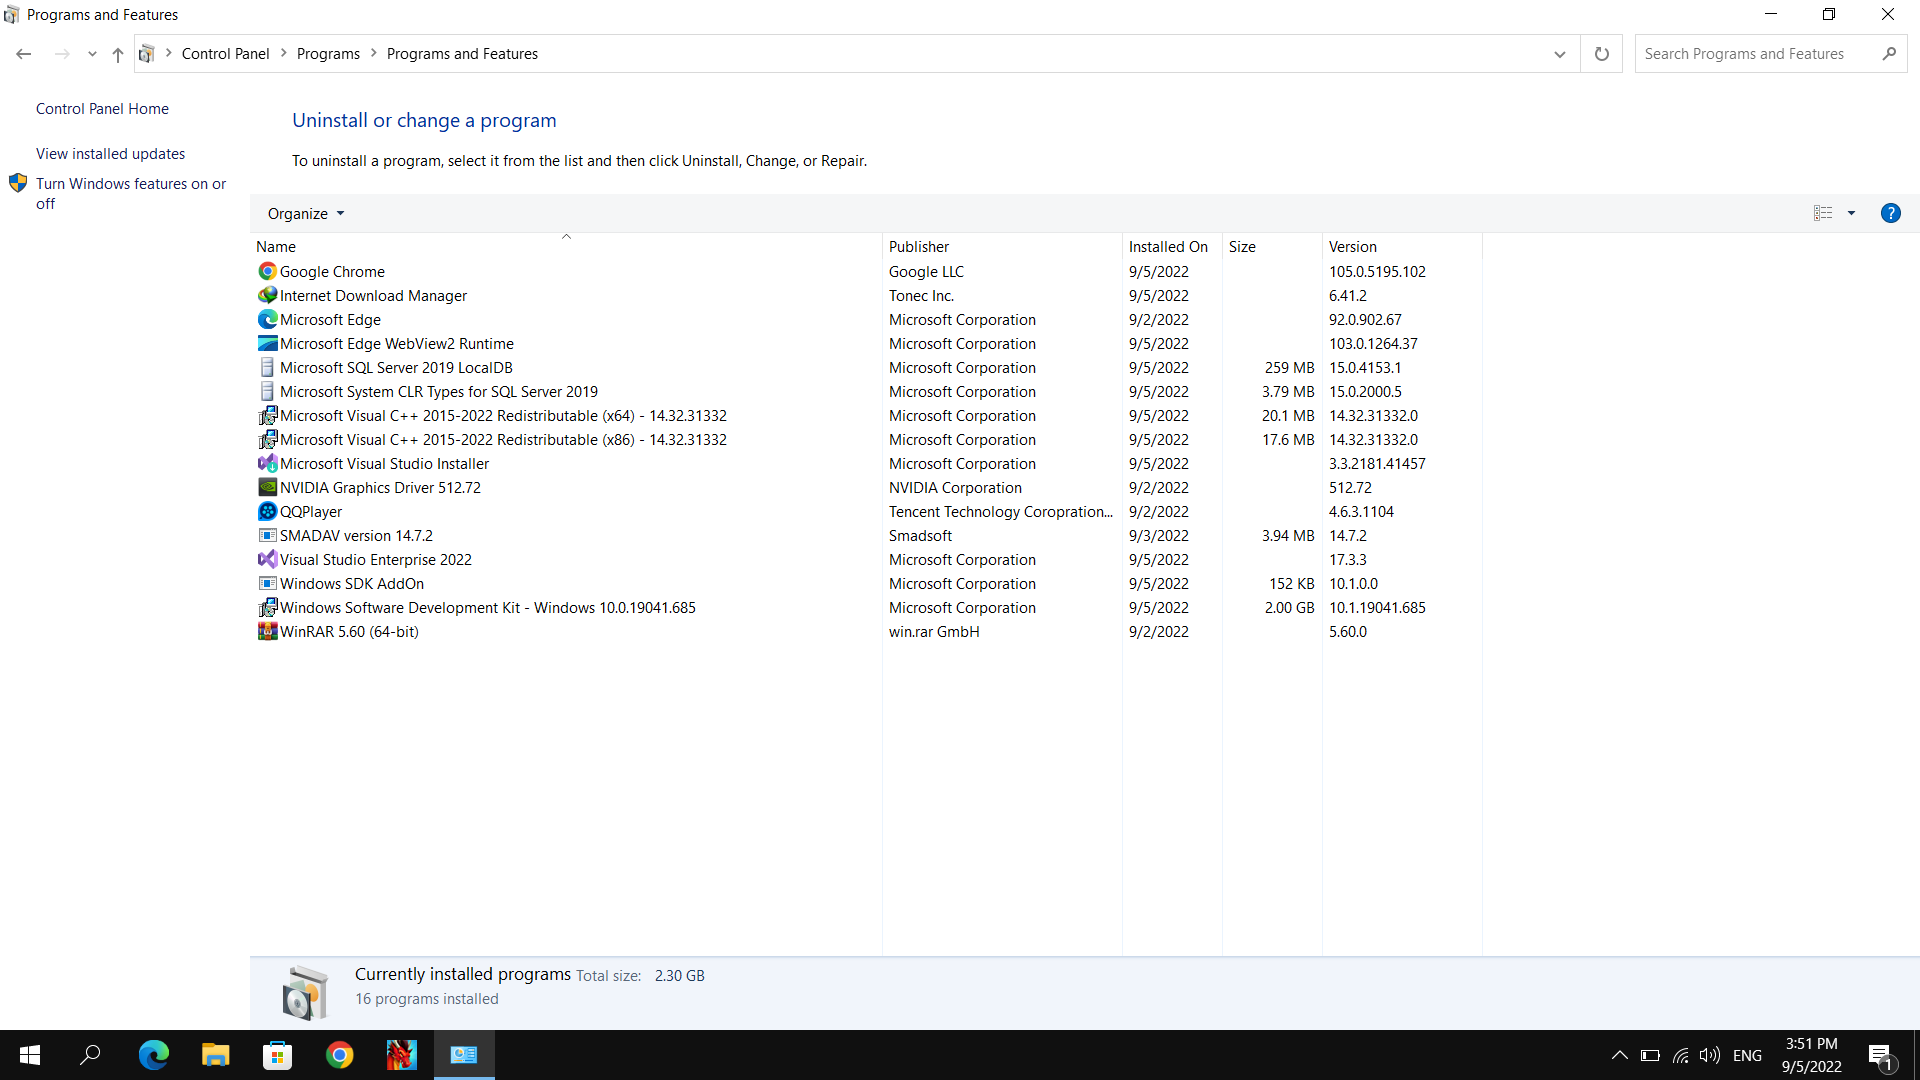 Programs and Features
Control Panel Programs Programs and Features
Search Programs and Features
Control Panel Home
View installed updates
Turn Windows features on or
off
Uninstall or change a program
To uninstall a program, select it from the list and then click Uninstall, Change, or Repair.
Organize
?
Name Publisher Installed On Size Version
Google Chrome Google LLC 9/5/2022 105.0.5195.102
Internet Download Manager Tonec Inc. 9/5/2022 6.41.2
Microsoft Edge Microsoft Corporation 9/2/2022 92.0.902.67
Microsoft Edge WebView2 Runtime Microsoft Corporation 9/5/2022 103.0.1264.37
Microsoft SQL Server 2019 LocalDB Microsoft Corporation 9/5/2022 259 MB 15.0.4153.1
Microsoft System CLR Types for SQL Server 2019 Microsoft Corporation 9/5/2022 3.79 MB 15.0.2000.5
Microsoft Visual C++ 2015-2022 Redistributable (x64) - 14.32.31332 Microsoft Corporation 9/5/2022 20.1 MB 14.32.31332.0
Microsoft Visual C++ 2015-2022 Redistributable (x86) - 14.32.31332 Microsoft Corporation 9/5/2022 17.6 MB 14.32.31332.0
Microsoft Visual Studio Installer Microsoft Corporation 9/5/2022 3.3.2181.41457
NVIDIA Graphics Driver 512.72 NVIDIA Corporation 9/2/2022 512.72
QQPlayer Tencent Technology Coropration... 9/2/2022 4.6.3.1104
SMADAV version 14.7.2 Smadsoft 9/3/2022 3.94 MB 14.7.2
Visual Studio Enterprise 2022 Microsoft Corporation 9/5/2022 17.3.3
Windows SDK AddOn Microsoft Corporation 9/5/2022 152 KB 10.1.0.0
Windows Software Development Kit - Windows 10.0.19041.685 Microsoft Corporation 9/5/2022 2.00 GB 10.1.19041.685
WinRAR 5.60 (64-bit) win.rar GmbH 9/2/2022 5.60.0
Currently installed programs Total size: 2.30 GB
16 programs installed
ENG
3:51 PM
9/5/2022
1